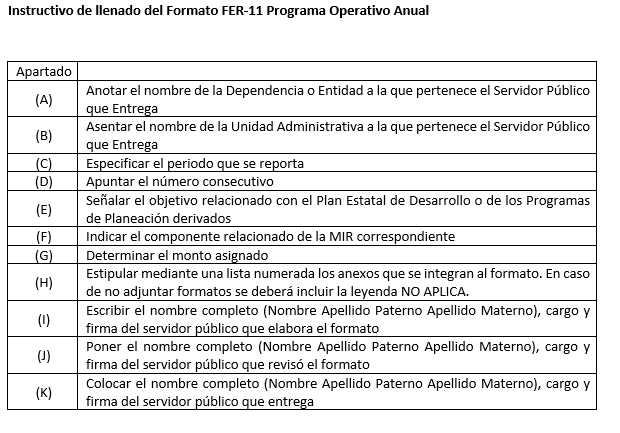 Instructivo de llenado del Formato FER-11 Programa Operativo Anual
Apartado
(A) Anotar el nombre de la Dependencia o Entidad a la que pertenece el Servidor Público
que Entrega
(B) Asentar el nombre de la Unidad Administrativa a la que pertenece el Servidor Público
que Entrega
(C) Especificar el periodo que se reporta
(D) Apuntar el número consecutivo
(E) Señalar el objetivo relacionado con el Plan Estatal de Desarrollo o de los Programas
de Planeación derivados
(F) Indicar el componente relacionado de la MIR correspondiente
(G) Determinar el monto asignado
(H) Estipular mediante una lista numerada los anexos que se integran al formato. En caso
de no adjuntar formatos se deberá incluir la leyenda NO APLICA.
(I) Escribir el nombre completo (Nombre Apellido Paterno Apellido Materno), cargo y
firma del servidor público que elabora el formato
(J) Poner el nombre completo (Nombre Apellido Paterno Apellido Materno), cargo y
firma del servidor público que revisó el formato
(K) Colocar el nombre completo (Nombre Apellido Paterno Apellido Materno), cargo y
firma del servidor público que entrega